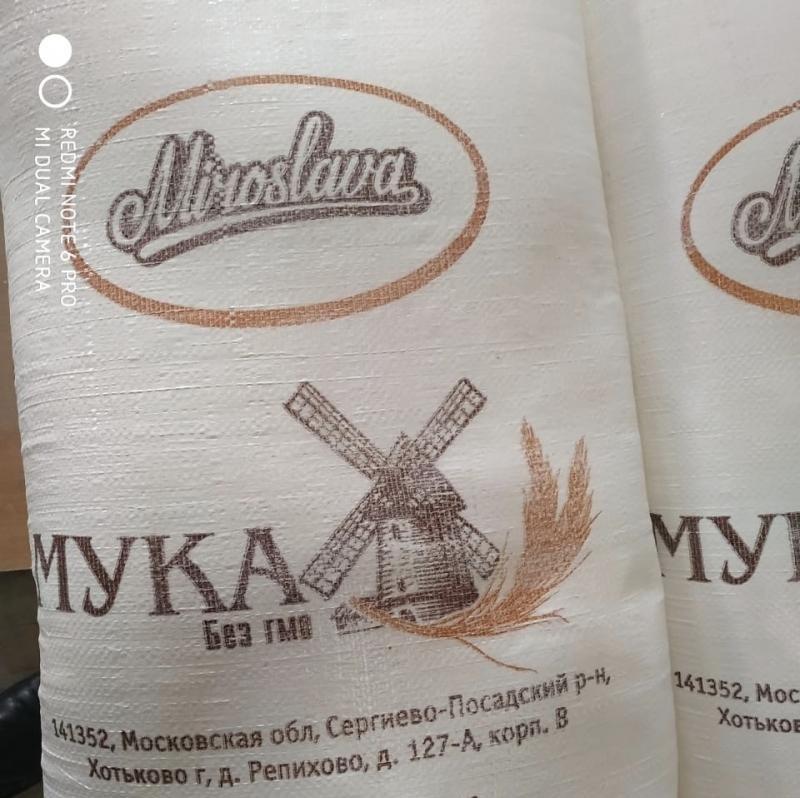 REDMI NOTE 6 PRO
MI DUAL CAMERA
Miroslava
МУКА
Без гмо
141352, Московская обл, Сергиево-Посадский р-н,
Хотьково г, д. Репихово, д. 127-А, корп. В
МУ
141352, Мос
Хотьков